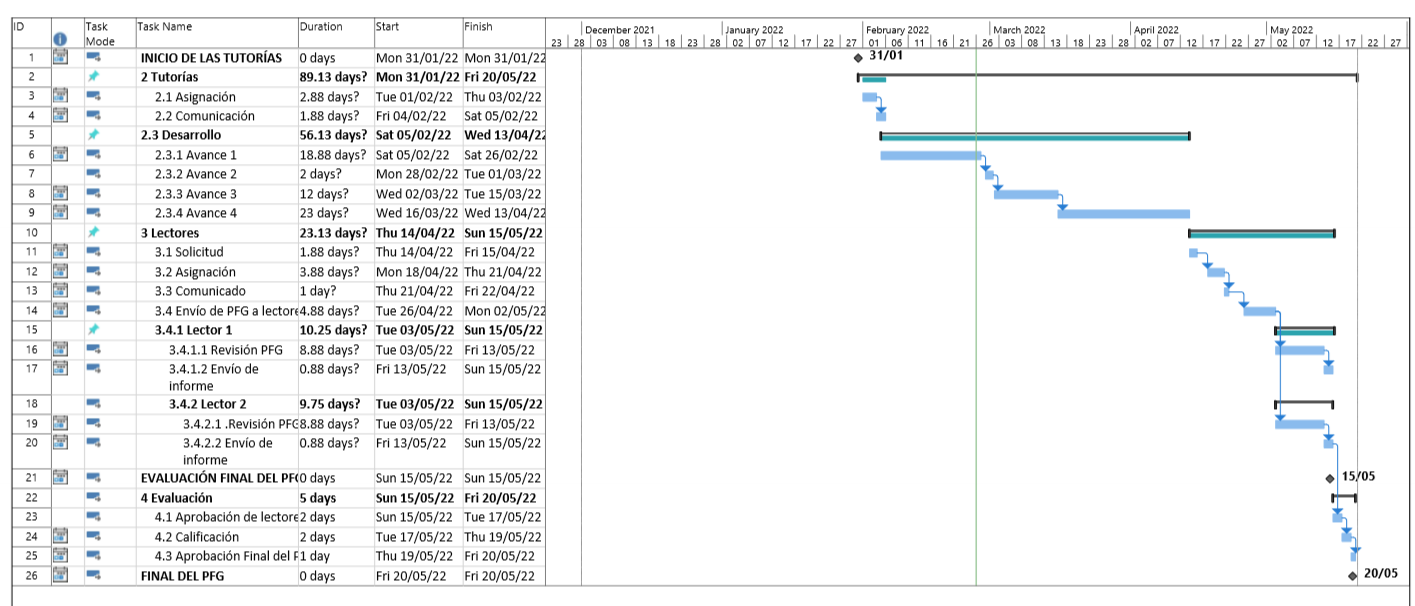 ID Task Mode Task Name Duration Start Finish
December 2021 January 2022 February 2022 March 2022 April 2022 May 2022
23 28 03 08 13 18 23 28 02 07 12 17 22 27 01 06 11 16 21 26 03 08 13 18 23 28 02 07 12 17 22 27 02 07 12 17 22 27
1 INICIO DE LAS TUTORÍAS 0 days Mon 31/01/22 Mon 31/01/22 31/01
2 2 Tutorías 89.13 days? Mon 31/01/22 Fri 20/05/22
3 2.1 Asignación 2.88 days? Tue 01/02/22 Thu 03/02/22
4 2.2 Comunicación 1.88 days? Fri 04/02/22 Sat 05/02/22
5 2.3 Desarrollo 56.13 days? Sat 05/02/22 Wed 13/04/22
6 2.3.1 Avance 1 18.88 days? Sat 05/02/22 Sat 26/02/22
7 2.3.2 Avance 2 2 days? Mon 28/02/22 Tue 01/03/22
8 2.3.3 Avance 3 12 days? Wed 02/03/22 Tue 15/03/22
9 2.3.4 Avance 4 23 days? Wed 16/03/22 Wed 13/04/22
10 3 Lectores 23.13 days? Thu 14/04/22 Sun 15/05/22
11 3.1 Solicitud 1.88 days? Thu 14/04/22 Fri 15/04/22
12 3.2 Asignación 3.88 days? Mon 18/04/22 Thu 21/04/22
13 3.3 Comunicado 1 day? Thu 21/04/22 Fri 22/04/22
14 3.4 Envío de PFG a lectore 4.88 days? Tue 26/04/22 Mon 02/05/22
15 3.4.1 Lector 1 10.25 days? Tue 03/05/22 Sun 15/05/22
16 3.4.1.1 Revisión PFG 8.88 days? Tue 03/05/22 Fri 13/05/22
17 3.4.1.2 Envío de 0.88 days? Fri 13/05/22 Sun 15/05/22
informe
18 3.4.2 Lector 2 9.75 days? Tue 03/05/22 Sun 15/05/22
19 3.4.2.1 .Revisión PFG 8.88 days? Tue 03/05/22 Fri 13/05/22
20 3.4.2.2 Envío de 0.88 days? Fri 13/05/22 Sun 15/05/22
informe
21 EVALUACIÓN FINAL DEL PF 0 days Sun 15/05/22 Sun 15/05/22 15/05
22 4 Evaluación 5 days Sun 15/05/22 Fri 20/05/22
23 4.1 Aprobación de lectore 2 days Sun 15/05/22 Tue 17/05/22
24 4.2 Calificación 2 days Tue 17/05/22 Thu 19/05/22
25 4.3 Aprobación Final del 1 day Thu 19/05/22 Fri 20/05/22
26 FINAL DEL PFG 0 days Fri 20/05/22 Fri 20/05/22 20/05